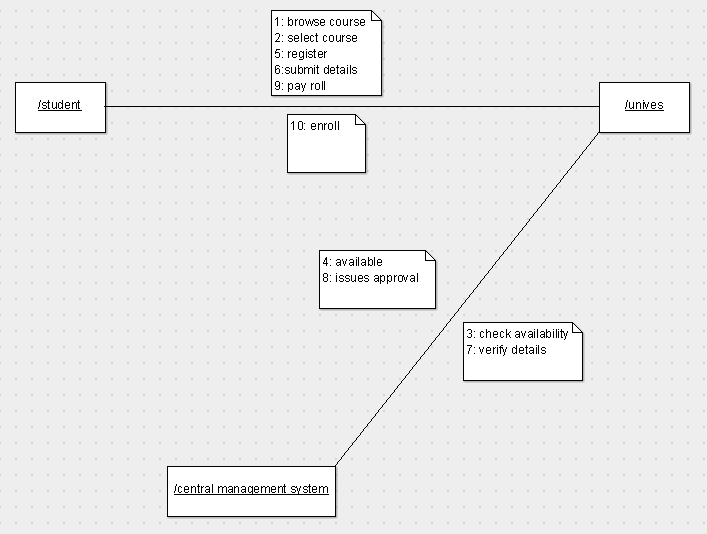 1: browse course
2: select course
5: register
6:submit details
9: pay roll
/student
/unives
10: enroll
4: available
8: issues approval
3: check availability
7: verify details
/central management system